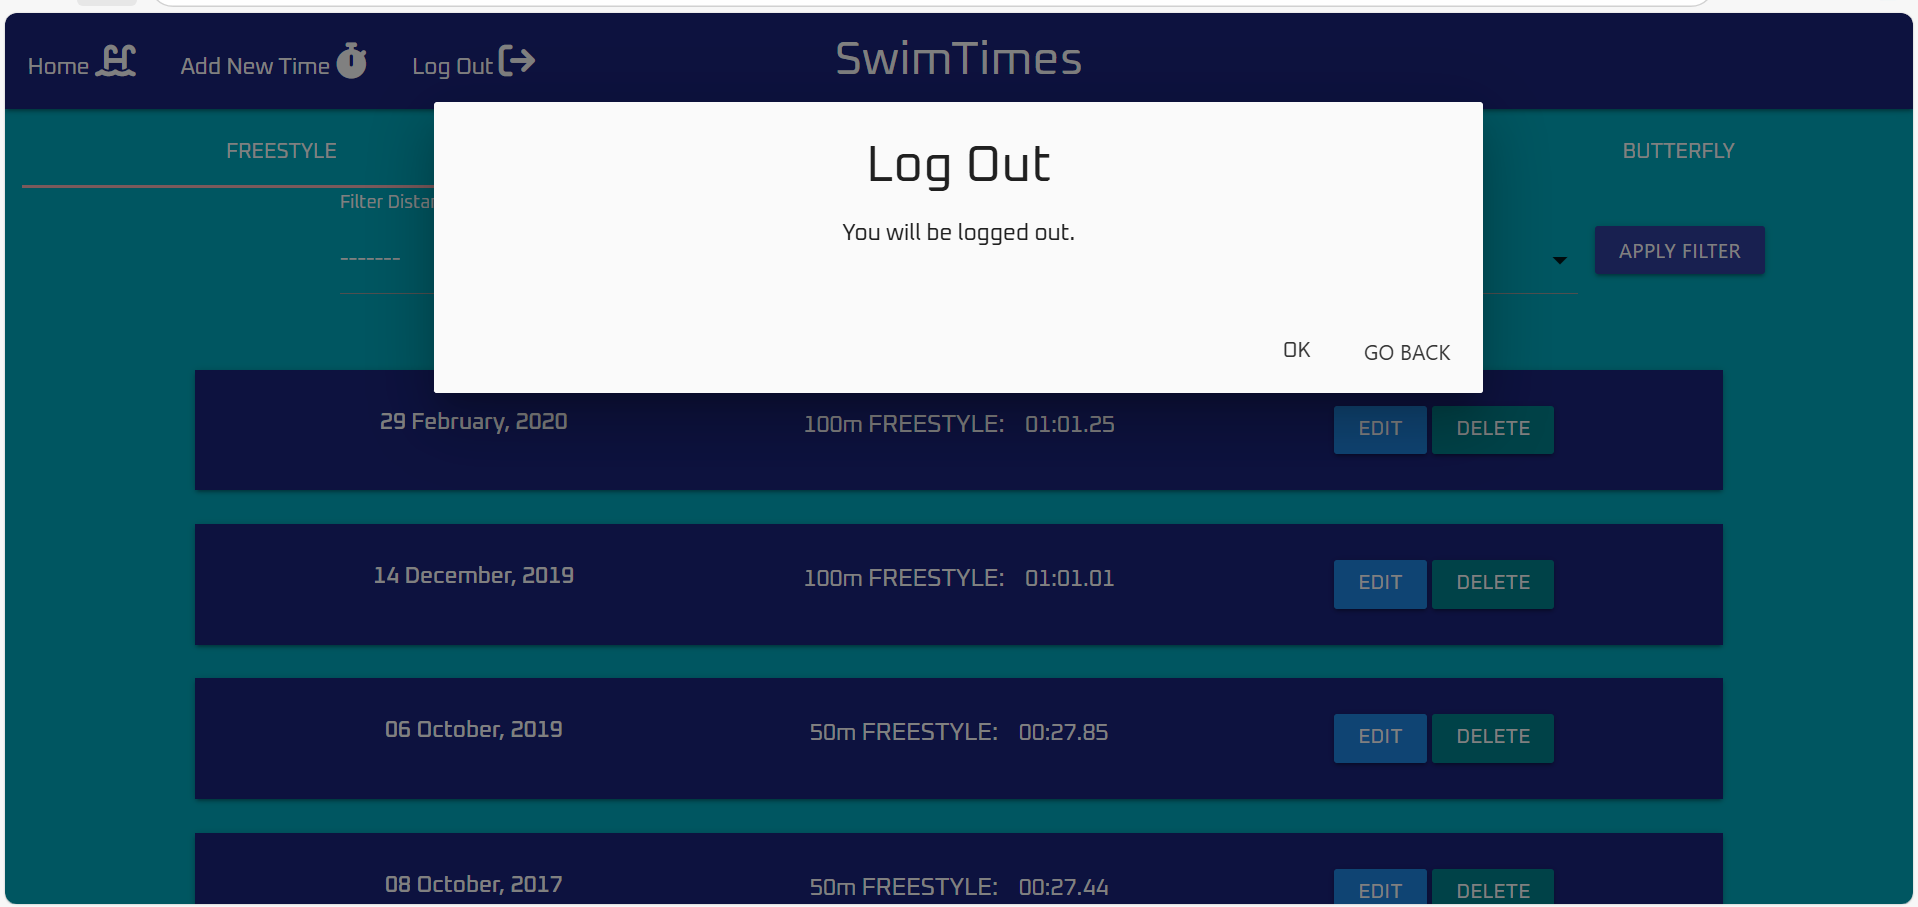 Home Add New Time Log Out SwimTimes
Log Out
You will be logged out.
OK GO BACK
FREESTYLE BUTTERFLY
Filter Distan
------- APPLY FILTER
29 February, 2020 100m FREESTYLE: 01:01.25 EDIT DELETE
14 December, 2019 100m FREESTYLE: 01:01.01 EDIT DELETE
06 October, 2019 50m FREESTYLE: 00:27.85 EDIT DELETE
08 October, 2017 50m FREESTYLE: 00:27.44 EDIT DELETE